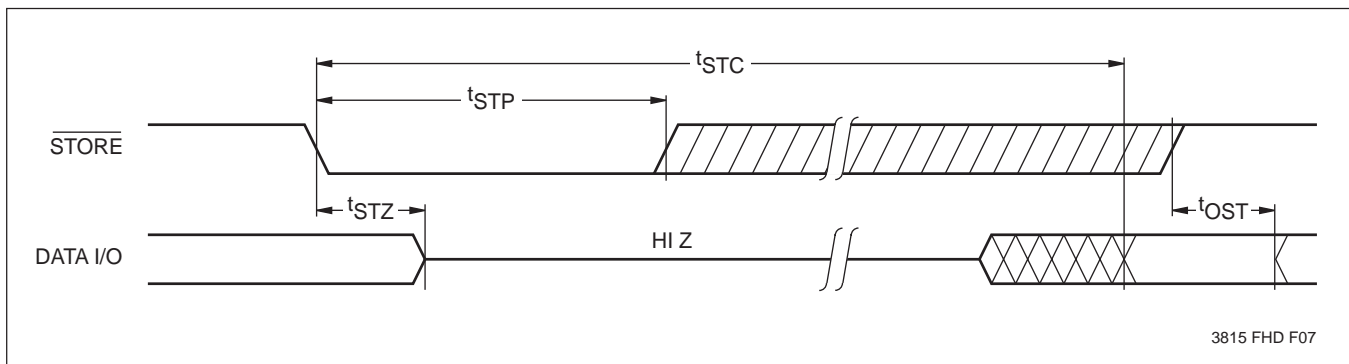 tSTC
tSTP
STORE
tSTZ
tOST
DATA I/O
HI Z
3815 FHD F07